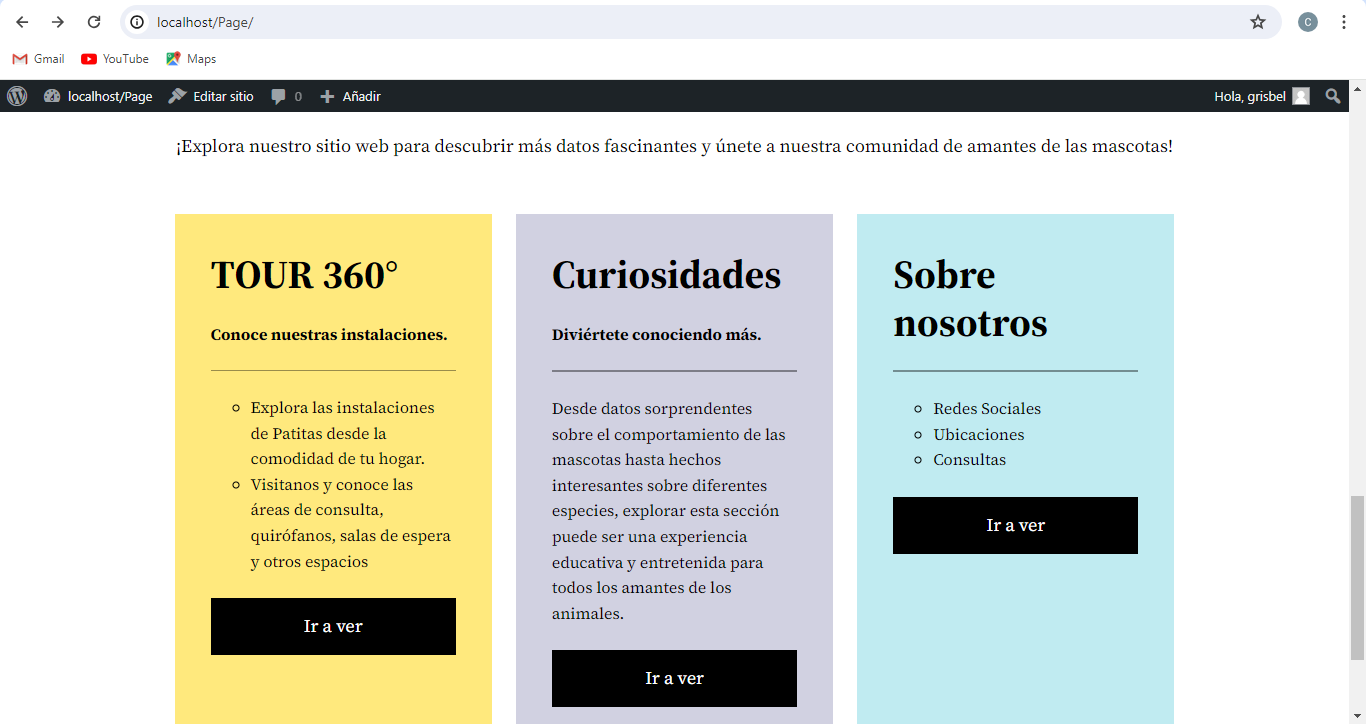 localhost/Page/
C
Gmail
YouTube
Maps
localhost/Page
Editar sitio
0
Añadir
Hola, grisbel
¡Explora nuestro sitio web para descubrir más datos fascinantes y únete a nuestra comunidad de amantes de las mascotas!
TOUR 360°
Conoce nuestras instalaciones.
Explora las instalaciones
de Patitas desde la
comodidad de tu hogar.
Visitanos y conoce las
áreas de consulta,
quirófanos, salas de espera
y otros espacios
Ir a ver
Curiosidades
Diviértete conociendo más.
Desde datos sorprendentes
sobre el comportamiento de las
mascotas hasta hechos
interesantes sobre diferentes
especies, explorar esta sección
puede ser una experiencia
educativa y entretenida para
todos los amantes de los
animales.
Ir a ver
Sobre
nosotros
Redes Sociales
Ubicaciones
Consultas
Ir a ver